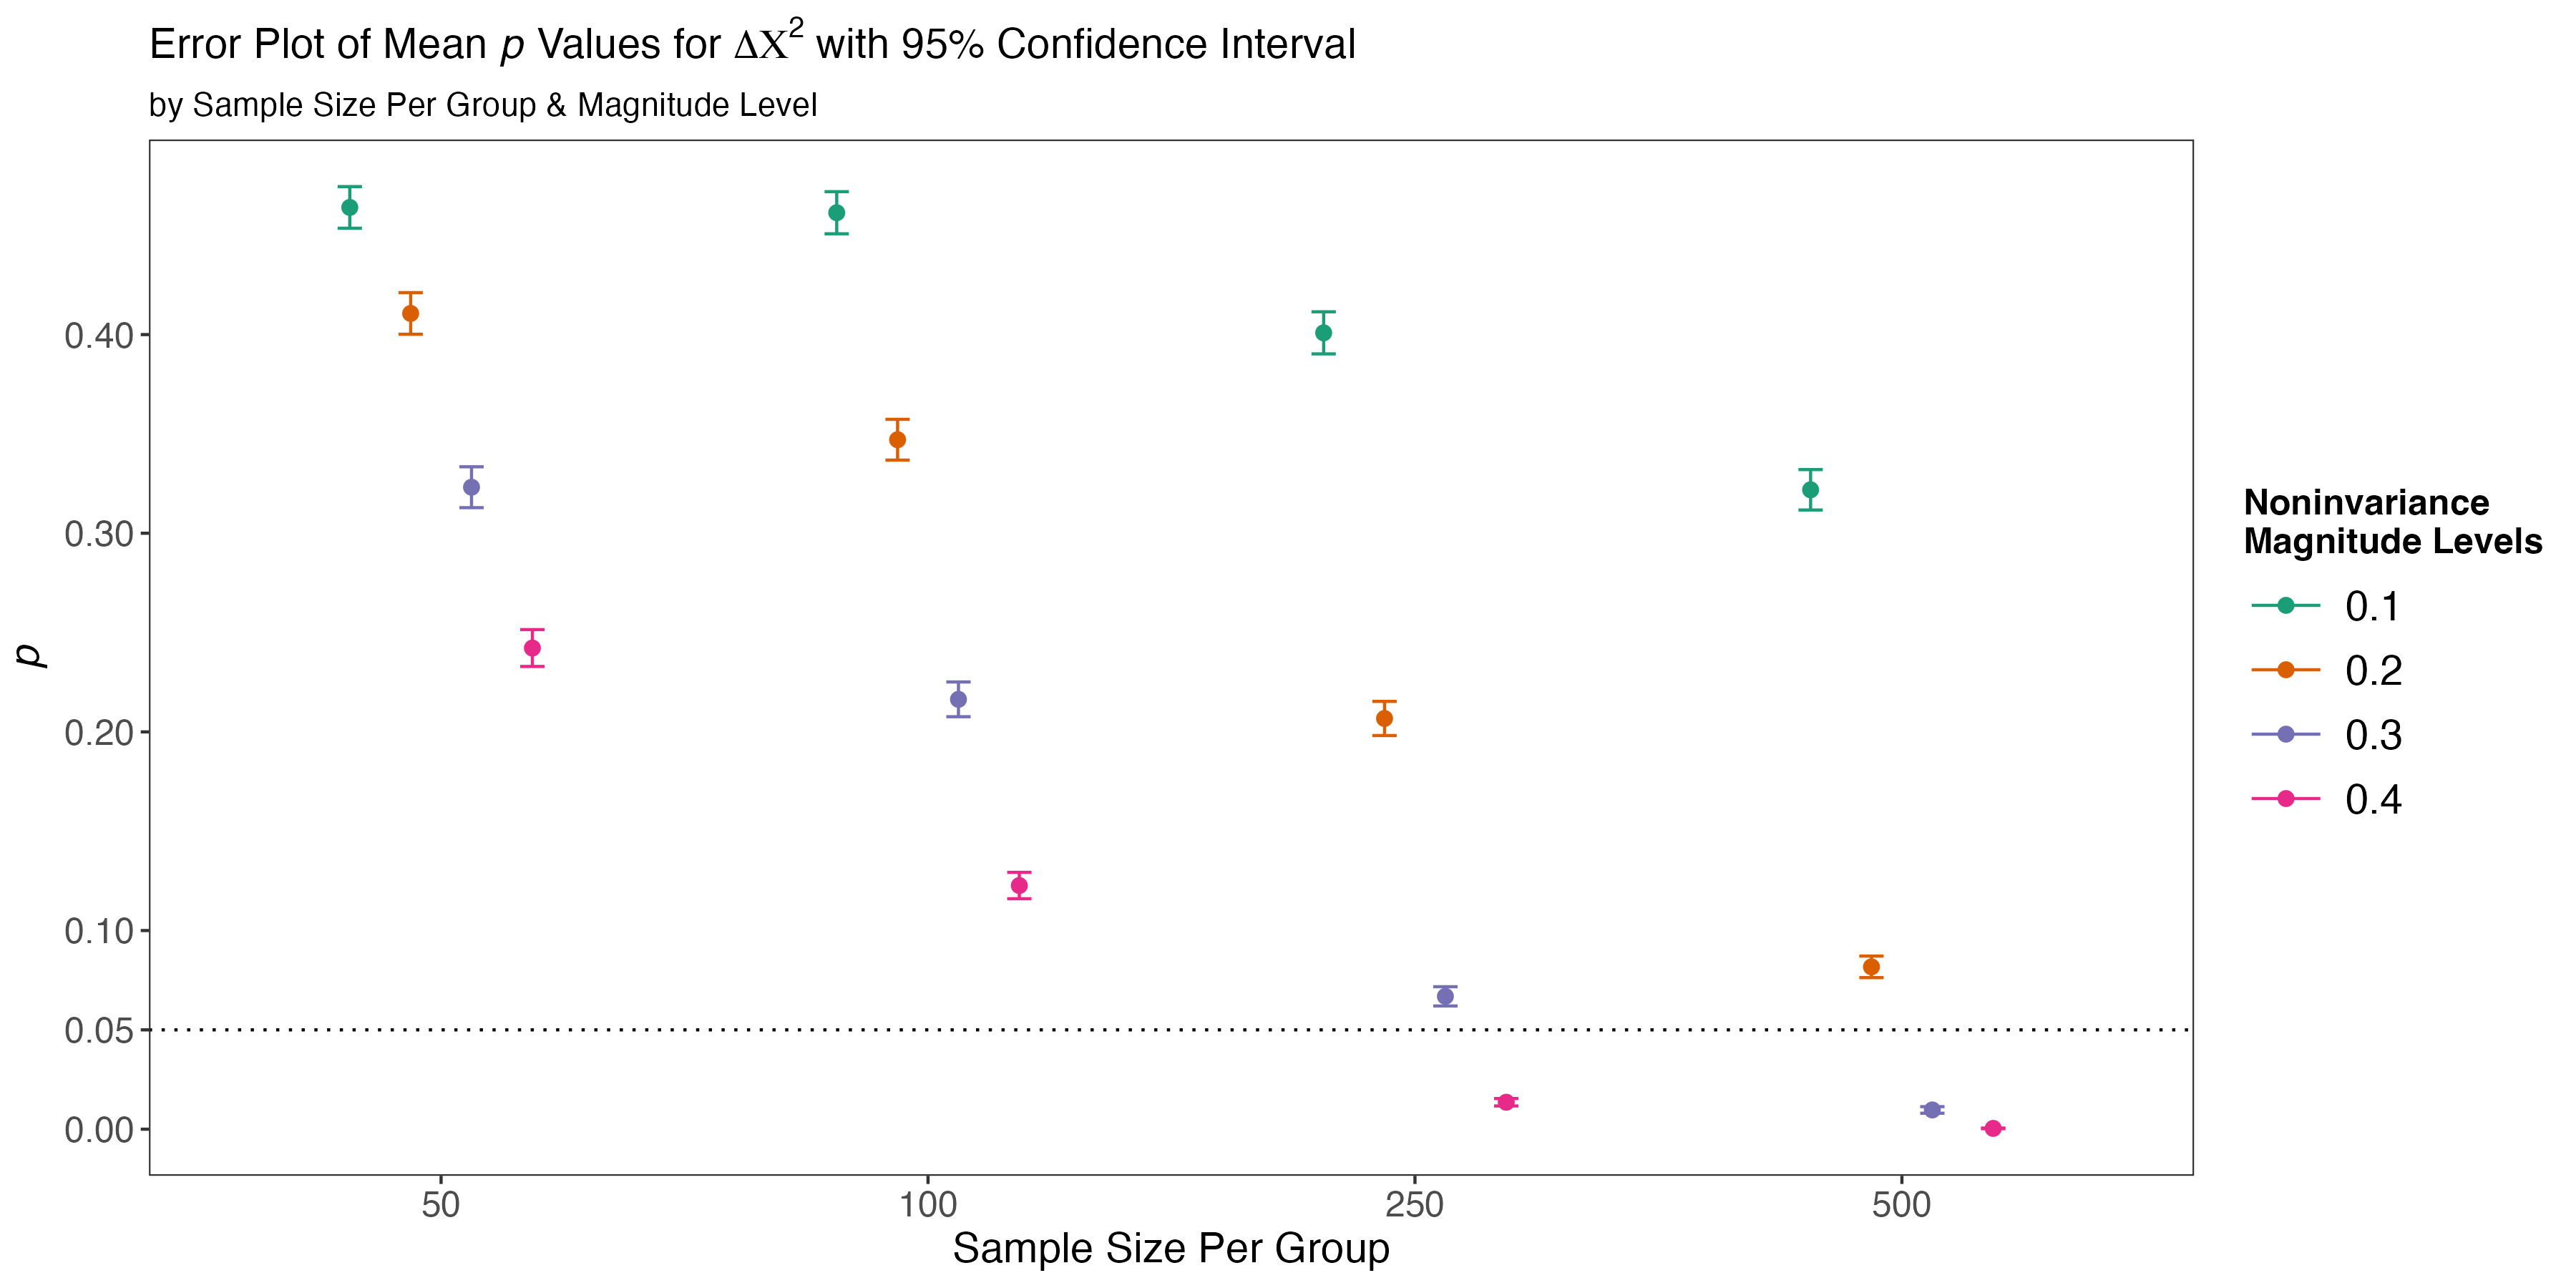 Error Plot of Mean p Values for ΔX² with 95% Confidence Interval
by Sample Size Per Group & Magnitude Level
p
0.40
0.30
0.20
0.10
0.05
0.00
50 100 250 500
Sample Size Per Group
Noninvariance
Magnitude Levels
0.1
0.2
0.3
0.4